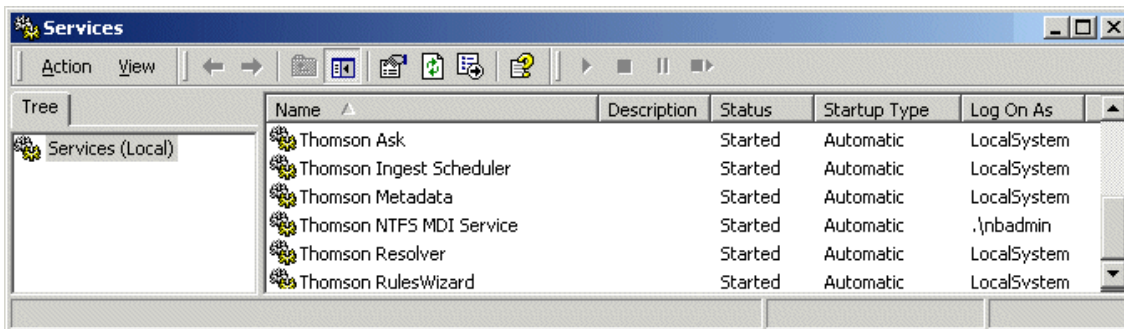 Services
Action View
Tree
Name Description Status Startup Type Log On As
Services (Local)
Thomson Ask Started Automatic LocalSystem
Thomson Ingest Scheduler Started Automatic LocalSystem
Thomson Metadata Started Automatic LocalSystem
Thomson NTFS MDI Service Started Automatic .\nbadmin
Thomson Resolver Started Automatic LocalSystem
Thomson RulesWizard Started Automatic LocalSystem